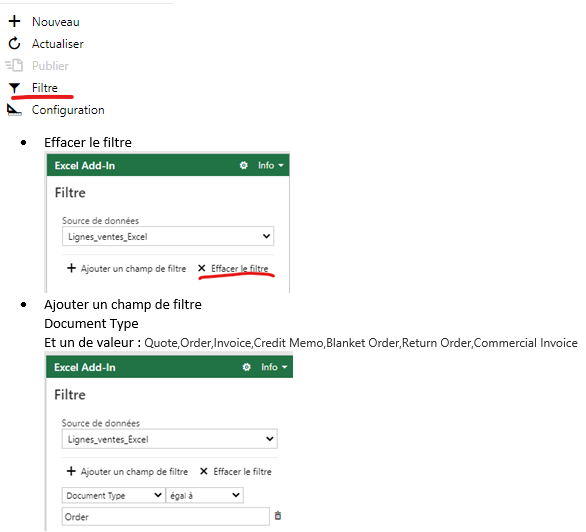 Nouveau
Actualiser
Publier
Filtre
Configuration
• Effacer le filtre
Excel Add-In Info
Filtre
Source de données
Lignes_ventes_Excel
Ajouter un champ de filtre Effacer le filtre
• Ajouter un champ de filtre
Document Type
Et un de valeur : Quote,Order,Invoice,Credit Memo,Blanket Order,Return Order,Commercial Invoice
Excel Add-In Info
Filtre
Source de données
Lignes_ventes_Excel
Ajouter un champ de filtre Effacer le filtre
Document Type égal à
Order